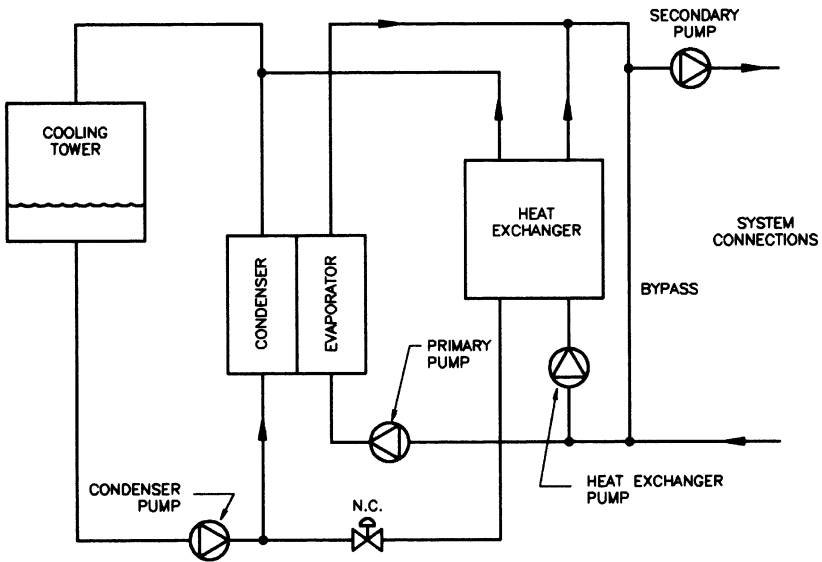 SECONDARY
PUMP
COOLING
TOWER
HEAT
EXCHANGER
SYSTEM
CONNECTIONS
CONDENSER
EVAPORATOR
BYPASS
PRIMARY
PUMP
CONDENSER
PUMP
N.C.
HEAT EXCHANGER
PUMP